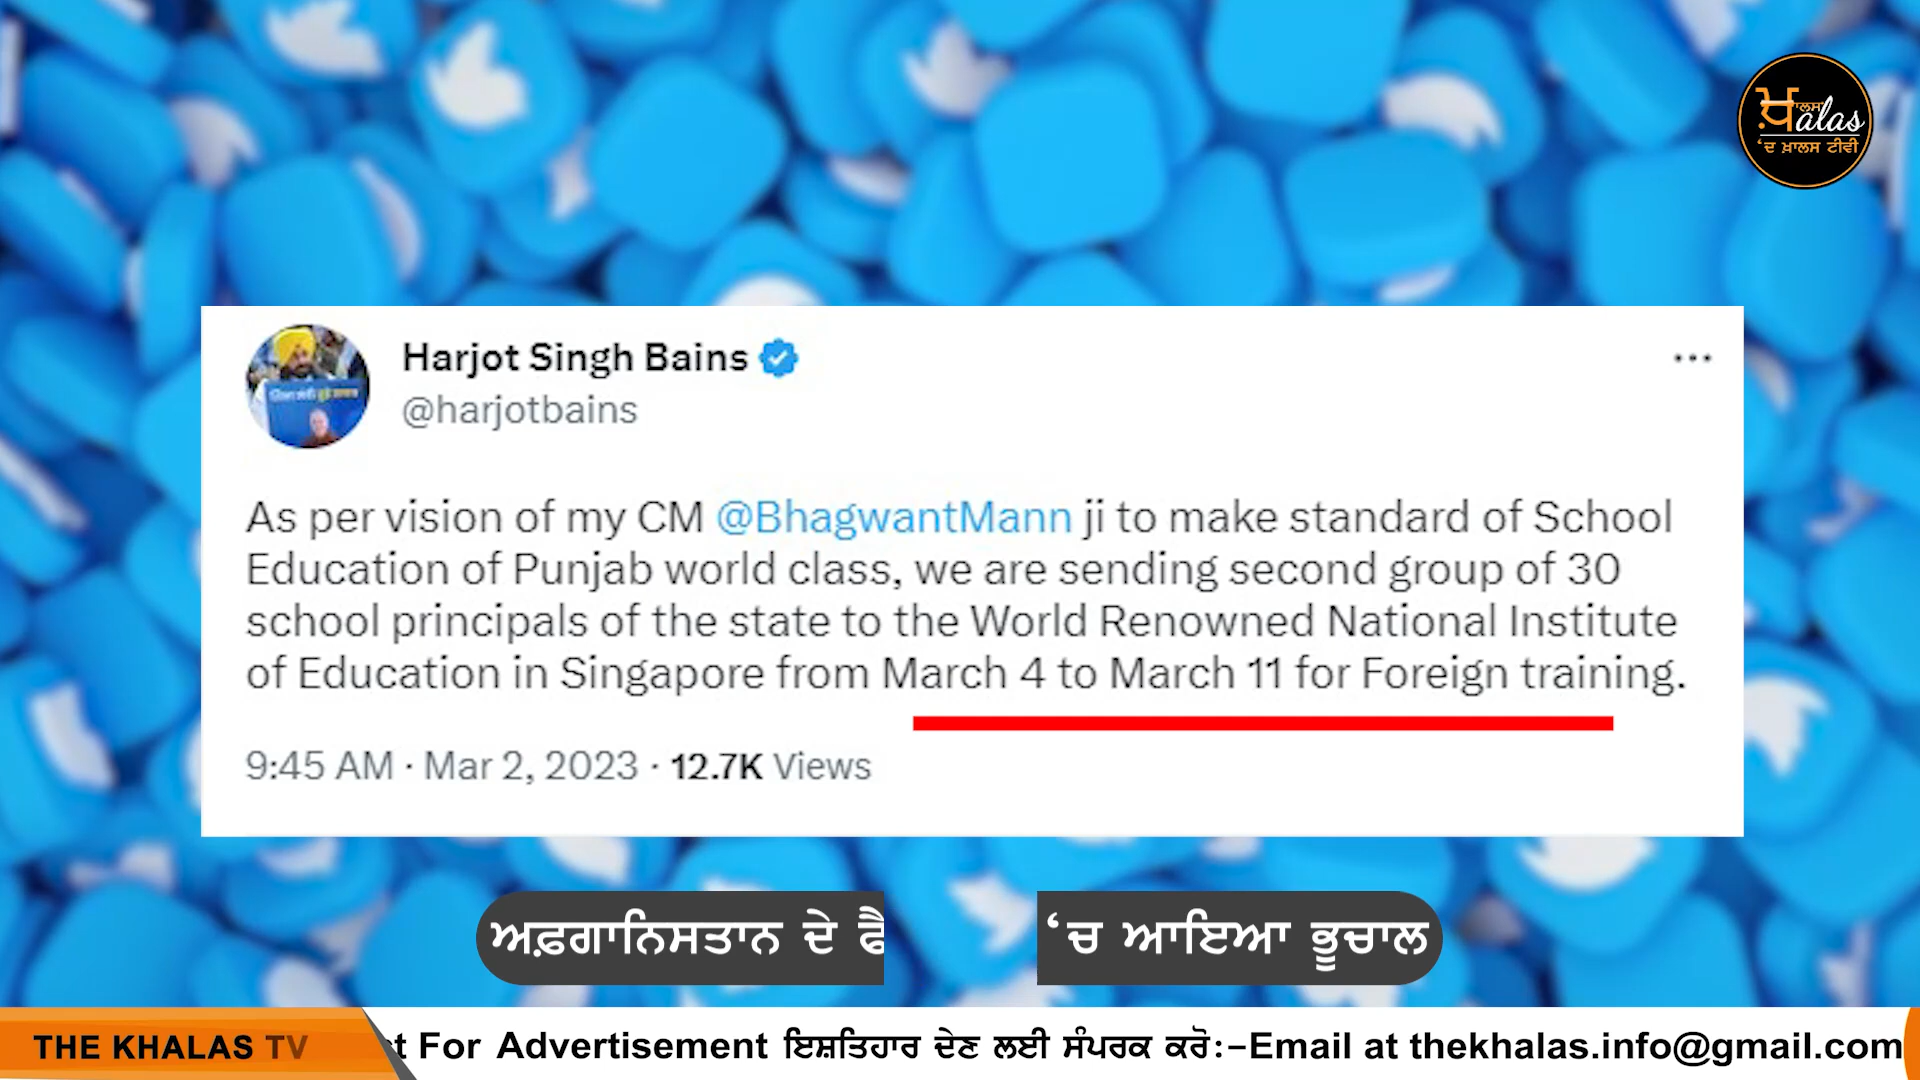 ਖ਼ਾਲਸ alas
'ਦ ਖ਼ਾਲਸ ਟੀਵੀ
Harjot Singh Bains
@harjotbains
As per vision of my CM @BhagwantMann ji to make standard of School
Education of Punjab world class, we are sending second group of 30
school principals of the state to the World Renowned National Institute
of Education in Singapore from March 4 to March 11 for Foreign training.
9:45 AM · Mar 2, 2023 · 12.7K Views
ਅਫ਼ਗਾਨਿਸਤਾਨ ਦੇ ‘ਚ ਆਇਆ ਭੂਚਾਲ
THE KHALAS TV t For Advertisement ਇਸ਼ਤਿਹਾਰ ਦੇਣ ਲਈ ਸੰਪਰਕ ਕਰੋ:-Email at thekhalas.info@gmail.com